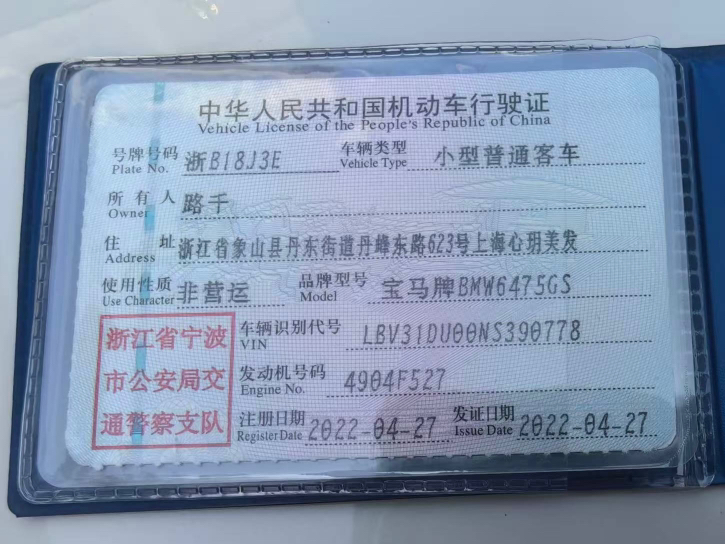 中华人民共和国机动车行驶证
Vehicle License of the People's Republic of China
号牌号码 浙B18J3E 车辆类型 小型普通客车
Plate No. Vehicle Type
所有人 路千
Owner
住址 浙江省象山县丹东街道丹峰东路623号上海心玥美发
Address
使用性质 非营运 品牌型号 宝马牌BMW6475GS
Use Character Model
浙江省宁波 车辆识别代号 LBV31DU00NS390778
VIN
市公安局交 发动机号码 4904F527
Engine No.
通警察支队 注册日期 2022-04-27 发证日期 2022-04-27
Register Date Issue Date